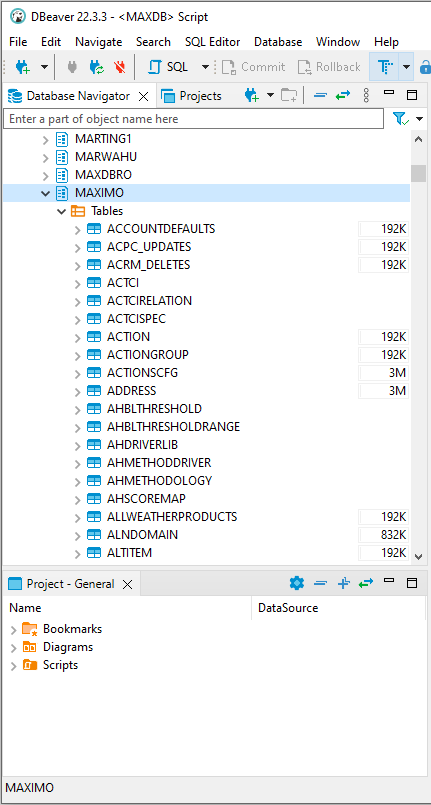 DBeaver 22.3.3 - <MAXDB> Script
File Edit Navigate Search SQL Editor Database Window Help
SQL Commit Rollback T
Database Navigator Projects
Enter a part of object name here
MARTING1
MARWAHU
MAXDBRO
MAXIMO
Tables
ACCOUNTDEFAULTS 192K
ACPC_UPDATES 192K
ACRM_DELETES 192K
ACTCI
ACTCIRELATION
ACTCISPEC
ACTION 192K
ACTIONGROUP 192K
ACTIONSCFG 3M
ADDRESS 3M
AHBLTHRESHOLD
AHBLTHRESHOLDRANGE
AHDRIVERLIB
AHMETHODDRIVER
AHMETHODOLOGY
AHSCOREMAP
ALLWEATHERPRODUCTS 192K
ALNDOMAIN 832K
ALTITEM 192K
Project - General
Name DataSource
Bookmarks
Diagrams
Scripts
MAXIMO